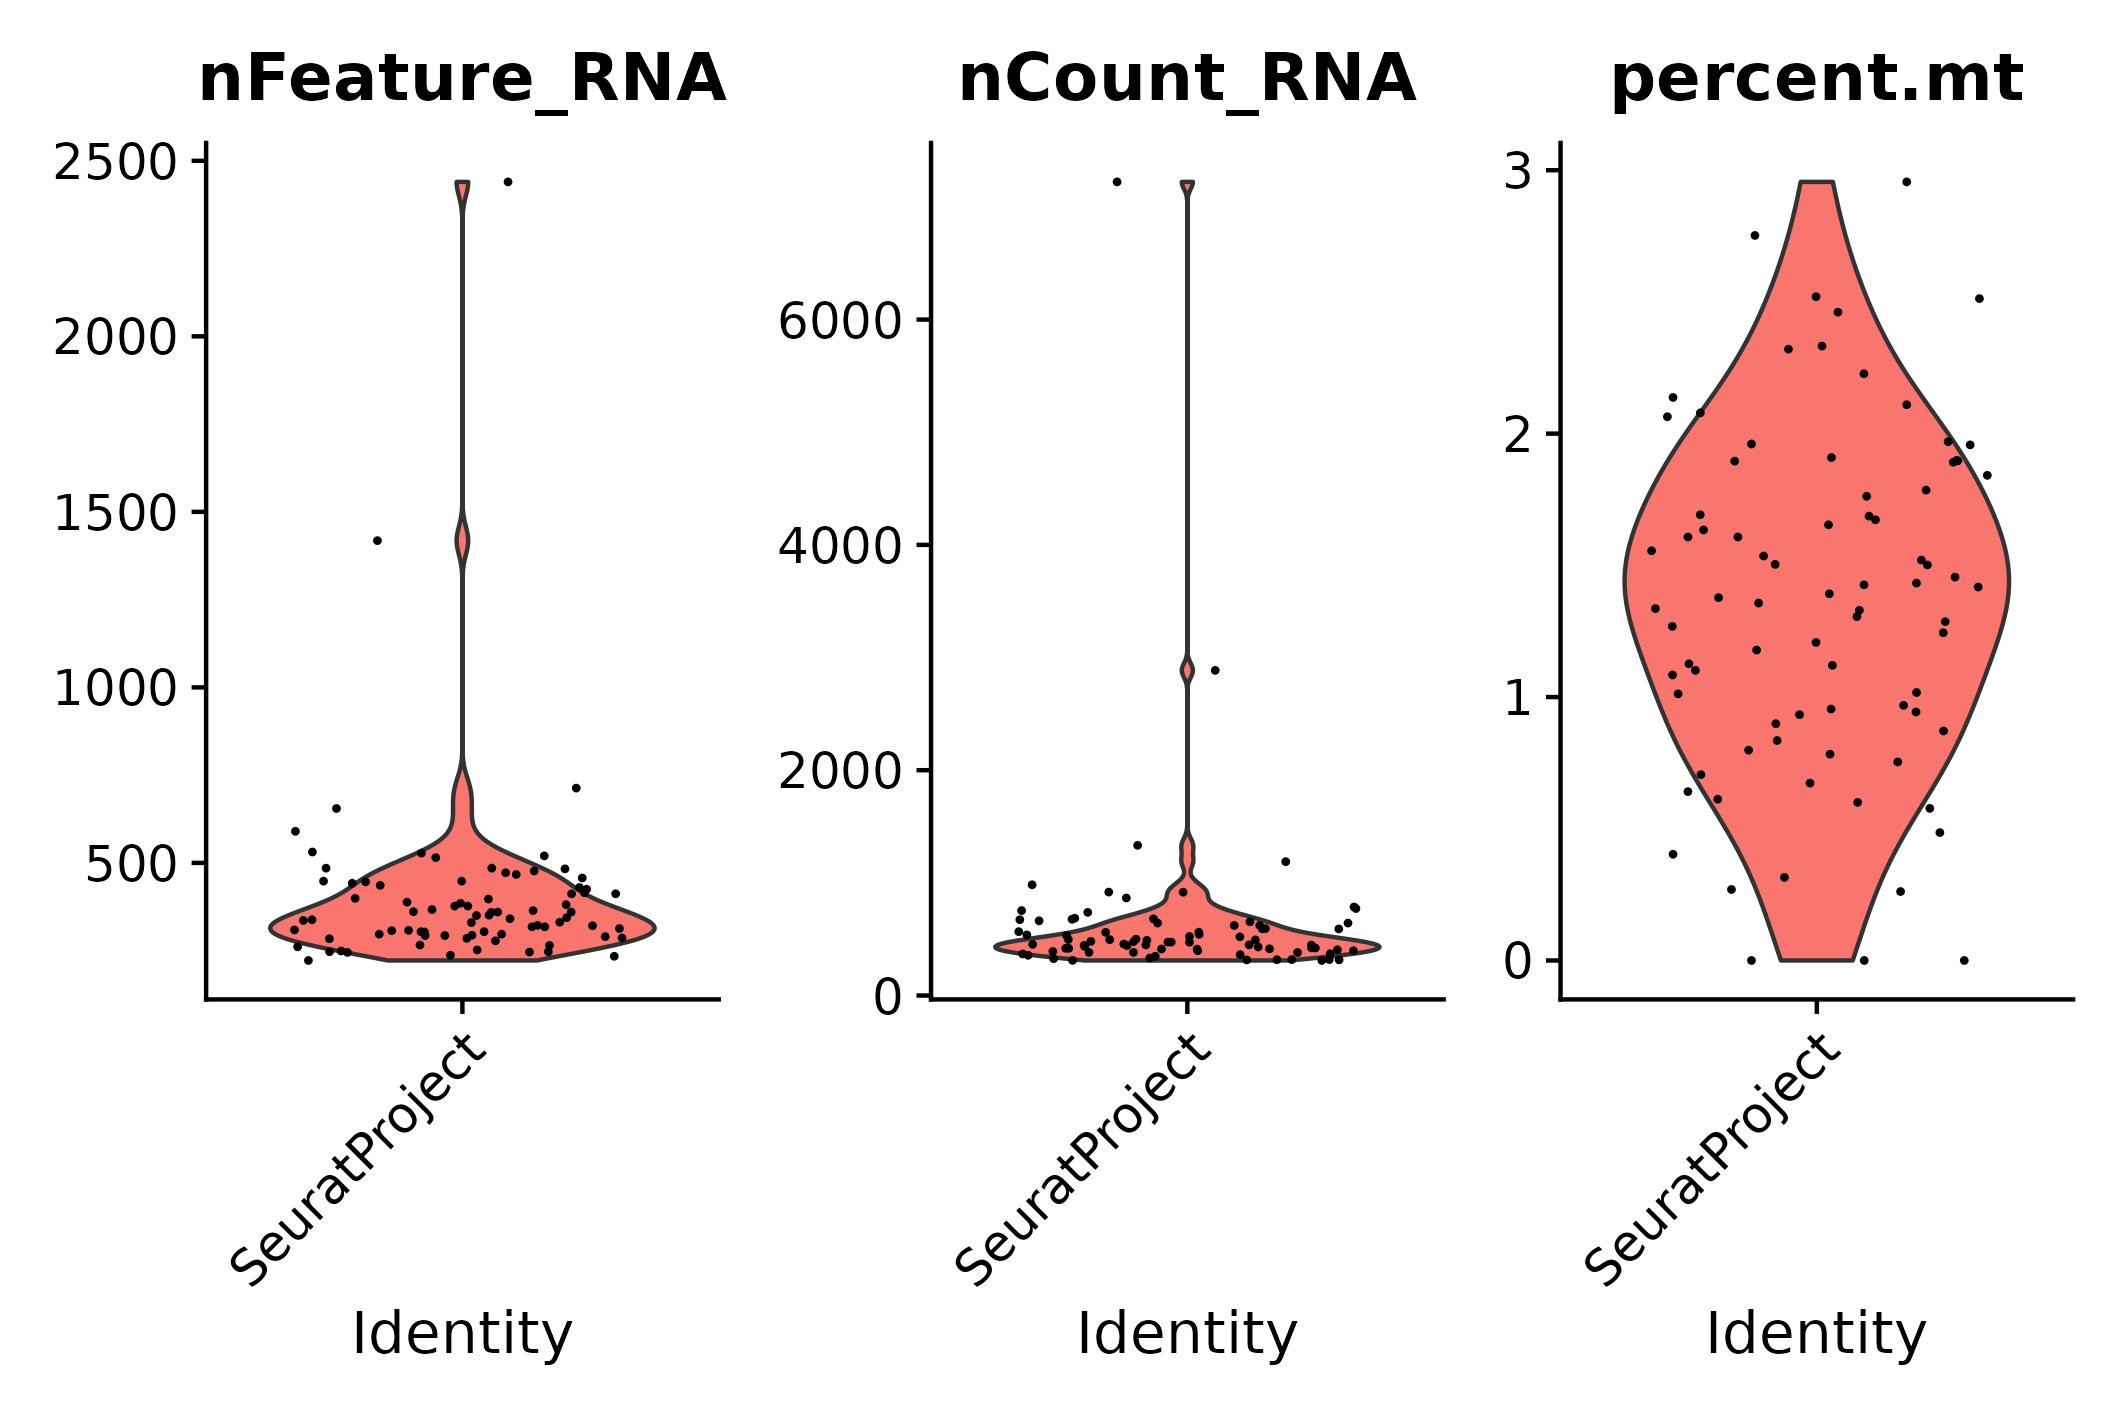 nFeature_RNA
2500
2000
1500
1000
500
SeuratProject
Identity
nCount_RNA
6000
4000
2000
0
SeuratProject
Identity
percent.mt
3
2
1
0
SeuratProject
Identity